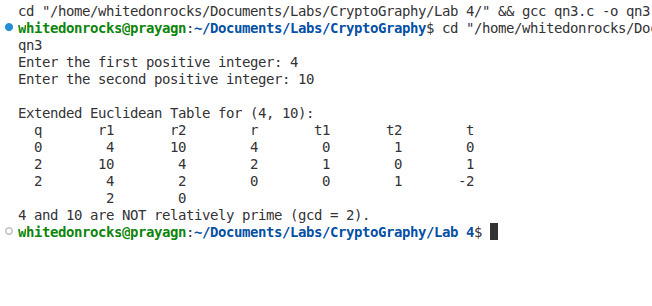 cd "/home/whitedonrocks/Documents/Labs/CryptoGraphy/Lab 4/" && gcc qn3.c -o qn3
whitedonrocks@prayagn:~/Documents/Labs/CryptoGraphy$ cd "/home/whitedonrocks/Doc
qn3
Enter the first positive integer: 4
Enter the second positive integer: 10
Extended Euclidean Table for (4, 10):
q r1 r2 r t1 t2 t
0 4 10 4 0 1 0
2 10 4 2 1 0 1
2 4 2 0 0 1 -2
2 0
4 and 10 are NOT relatively prime (gcd = 2).
whitedonrocks@prayagn:~/Documents/Labs/CryptoGraphy/Lab 4$